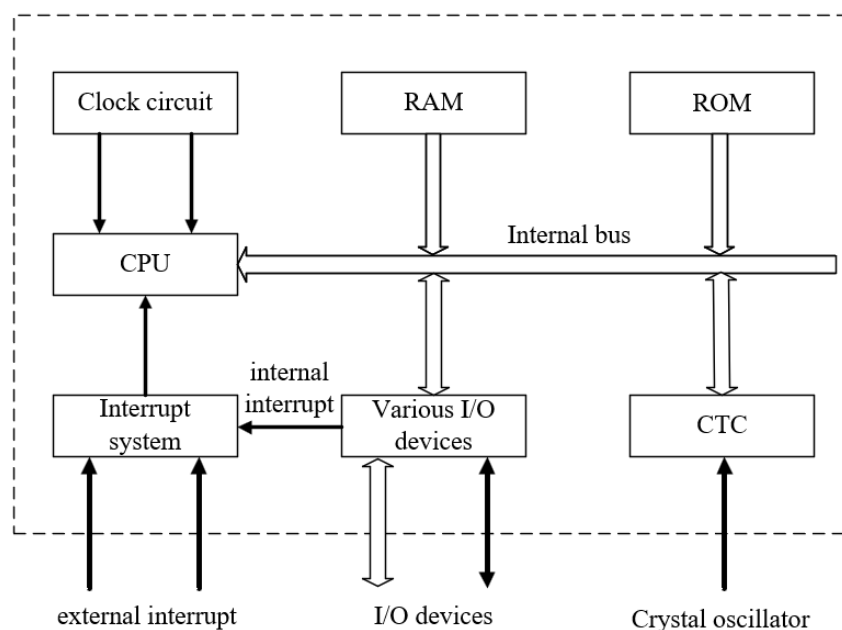 Clock circuit
RAM
ROM
Internal bus
CPU
internal
interrupt
Interrupt
system
Various I/O
devices
CTC
external interrupt
I/O devices
Crystal oscillator